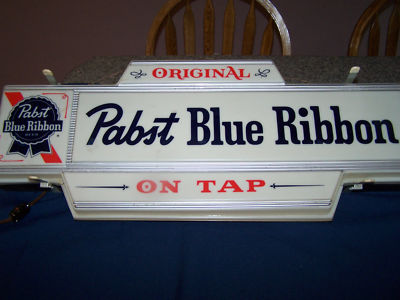 ORIGINAL
Pabst
Blue Ribbon
Pabst Blue Ribbon
ON TAP